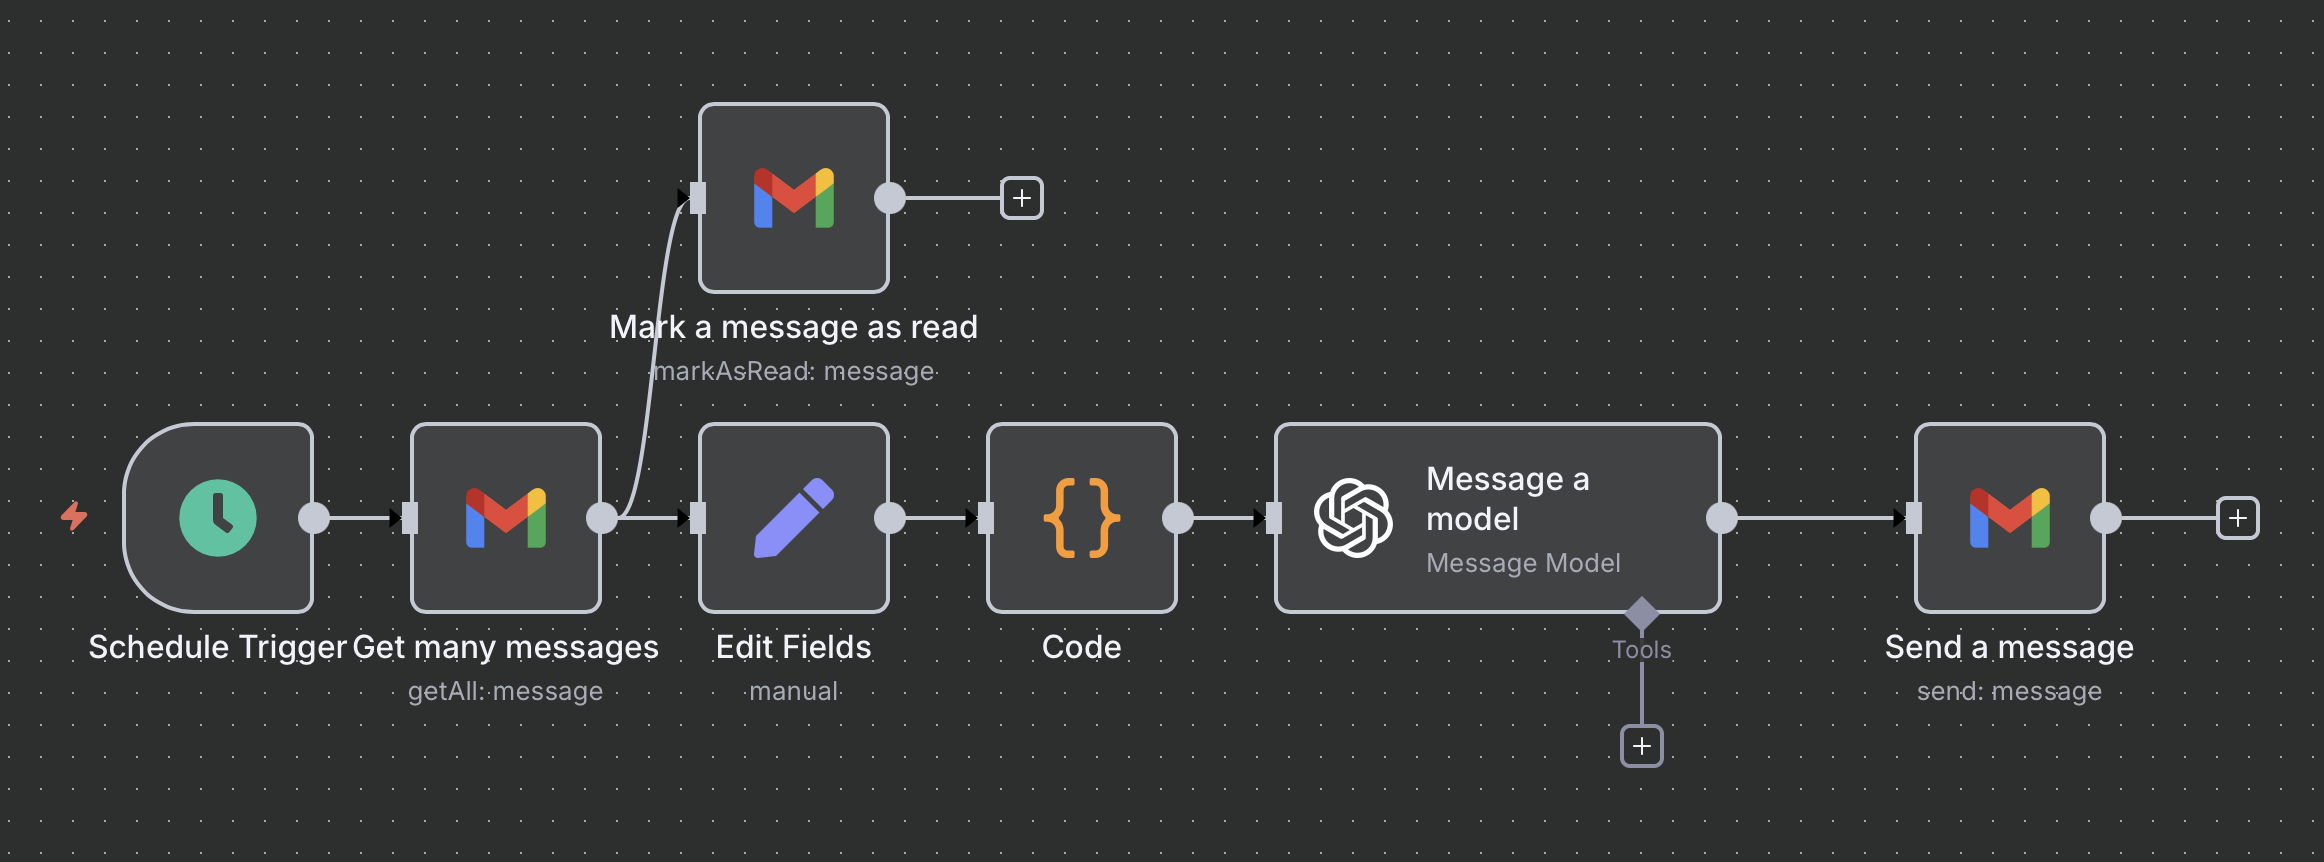 Mark a message as read
markAsRead: message
Message a
model
Message Model
Schedule Trigger
Get many messages
getAll: message
Edit Fields
manual
Code
Tools
Send a message
send: message